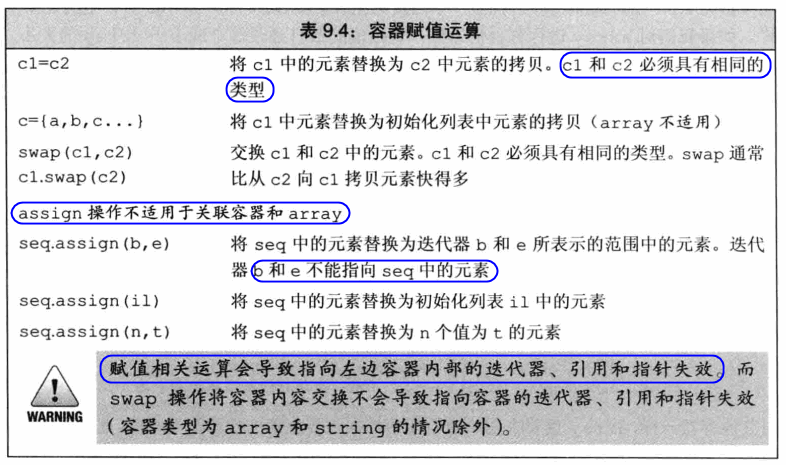 表 9.4：容器赋值运算
c1=c2 将 c1 中的元素替换为 c2 中元素的拷贝。c1 和 c2 必须具有相同的
类型
c={a,b,c...} 将 c1 中元素替换为初始化列表中元素的拷贝（array 不适用）
swap(c1,c2) 交换 c1 和 c2 中的元素。c1 和 c2 必须具有相同的类型。swap 通常
c1.swap(c2) 比从 c2 向 c1 拷贝元素快得多
assign 操作不适用于关联容器和 array
seq.assign(b,e) 将 seq 中的元素替换为迭代器 b 和 e 所表示的范围中的元素。迭代
器 b 和 e 不能指向 seq 中的元素
seq.assign(il) 将 seq 中的元素替换为初始化列表 il 中的元素
seq.assign(n,t) 将 seq 中的元素替换为 n 个值为 t 的元素
赋值相关运算会导致指向左边容器内部的迭代器、引用和指针失效。而
swap 操作将容器内容交换不会导致指向容器的迭代器、引用和指针失效
（容器类型为 array 和 string 的情况除外）。
WARNING